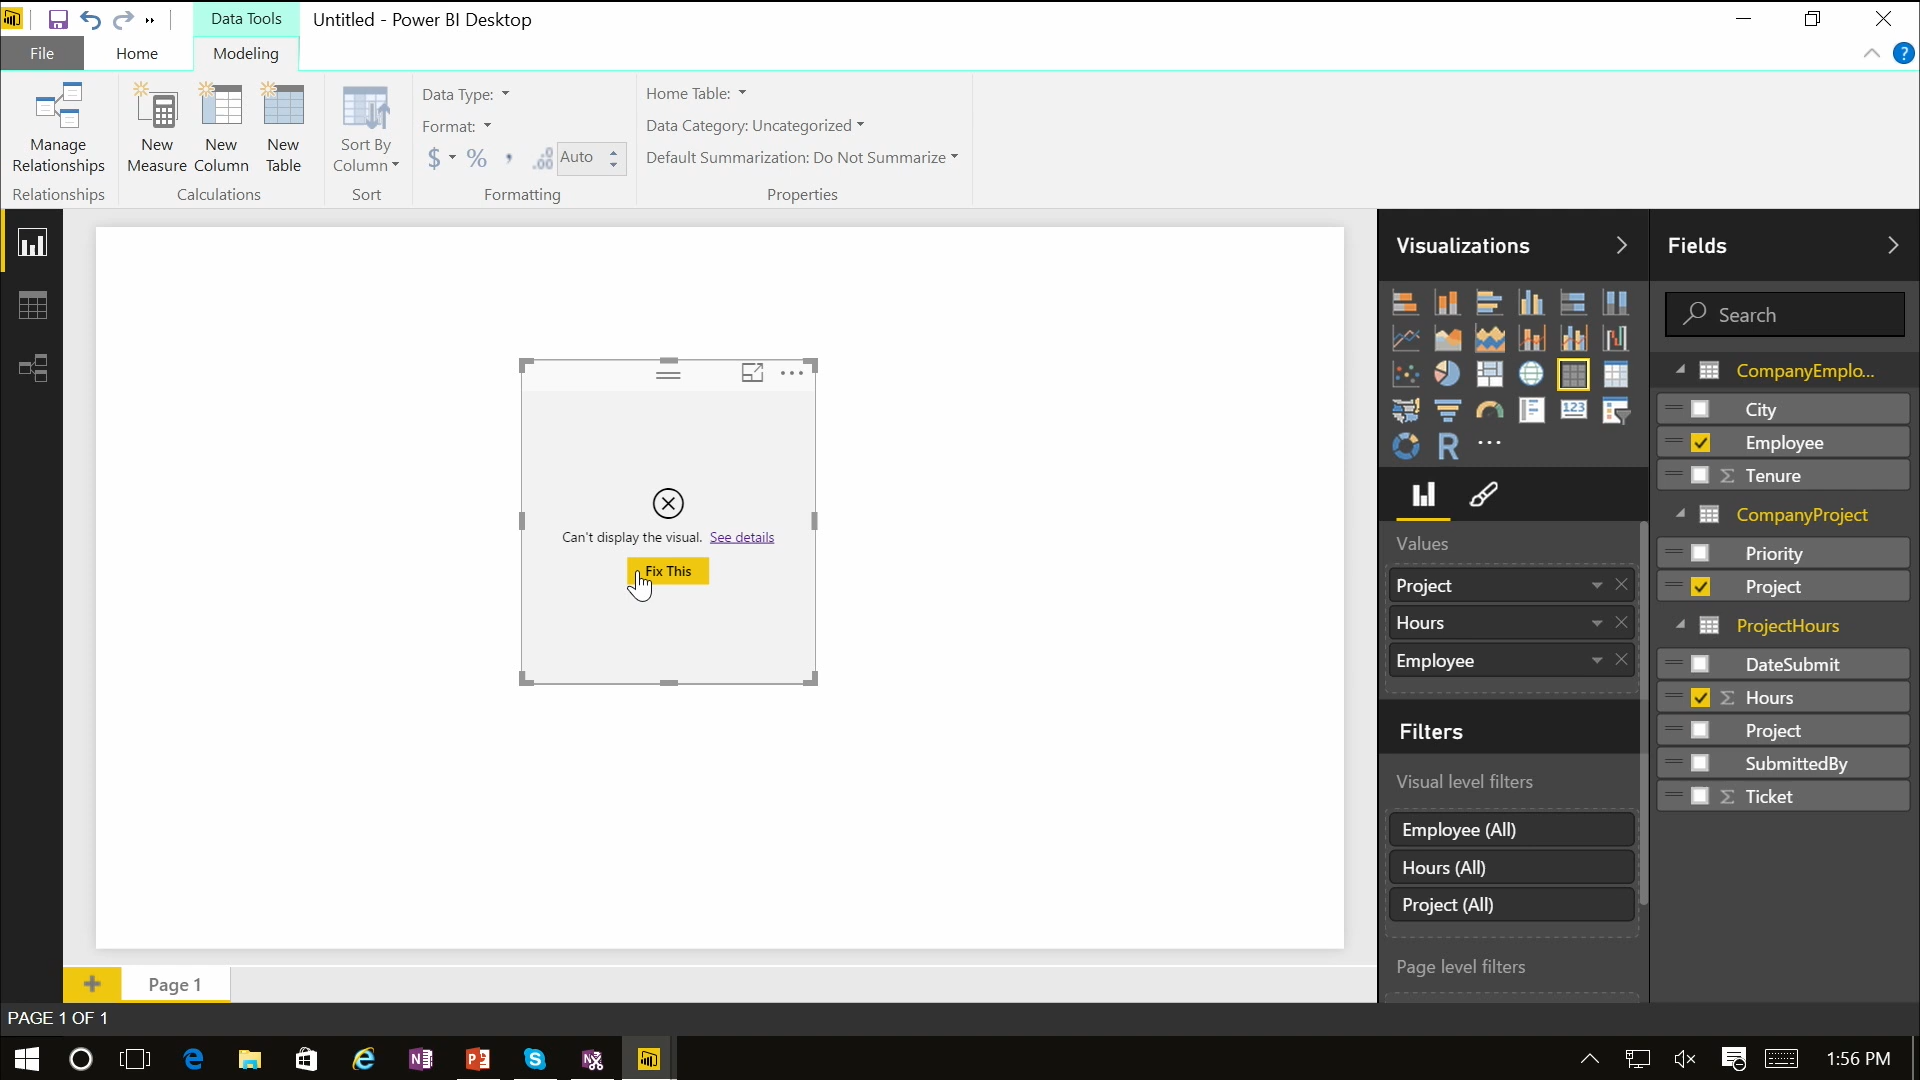 Data Tools
Untitled - Power BI Desktop
File
Home
Modeling
Manage
Relationships
Relationships
New
Measure
New
Column
New
Table
Calculations
Sort By
Column
Sort
Data Type:
Format:
$ % , .00 Auto
Formatting
Home Table:
Data Category: Uncategorized
Default Summarization: Do Not Summarize
Properties
Can't display the visual. See details
Fix This
Visualizations
123
R
Values
Project
Hours
Employee
Filters
Visual level filters
Employee (All)
Hours (All)
Project (All)
Page level filters
Fields
Search
CompanyEmplo...
City
Employee
Σ Tenure
CompanyProject
Priority
Project
ProjectHours
DateSubmit
Σ Hours
Project
SubmittedBy
Σ Ticket
Page 1
PAGE 1 OF 1
1:56 PM